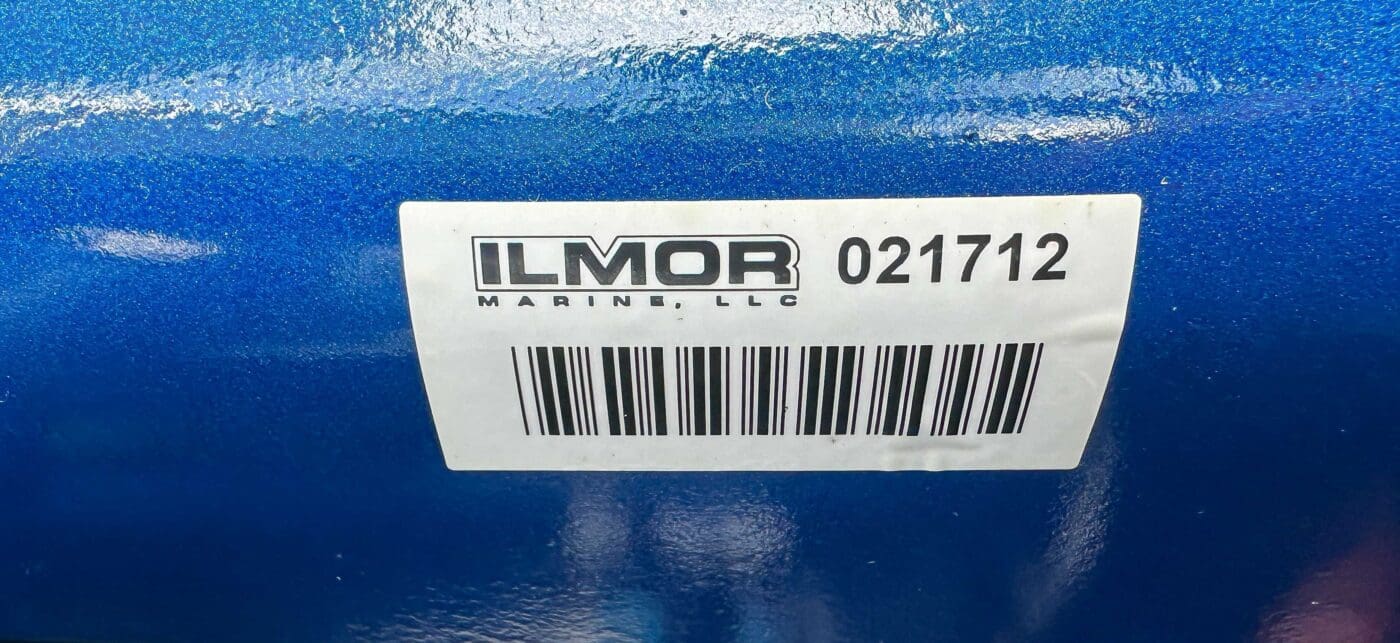 ILMOR 021712
MARINE, LLC